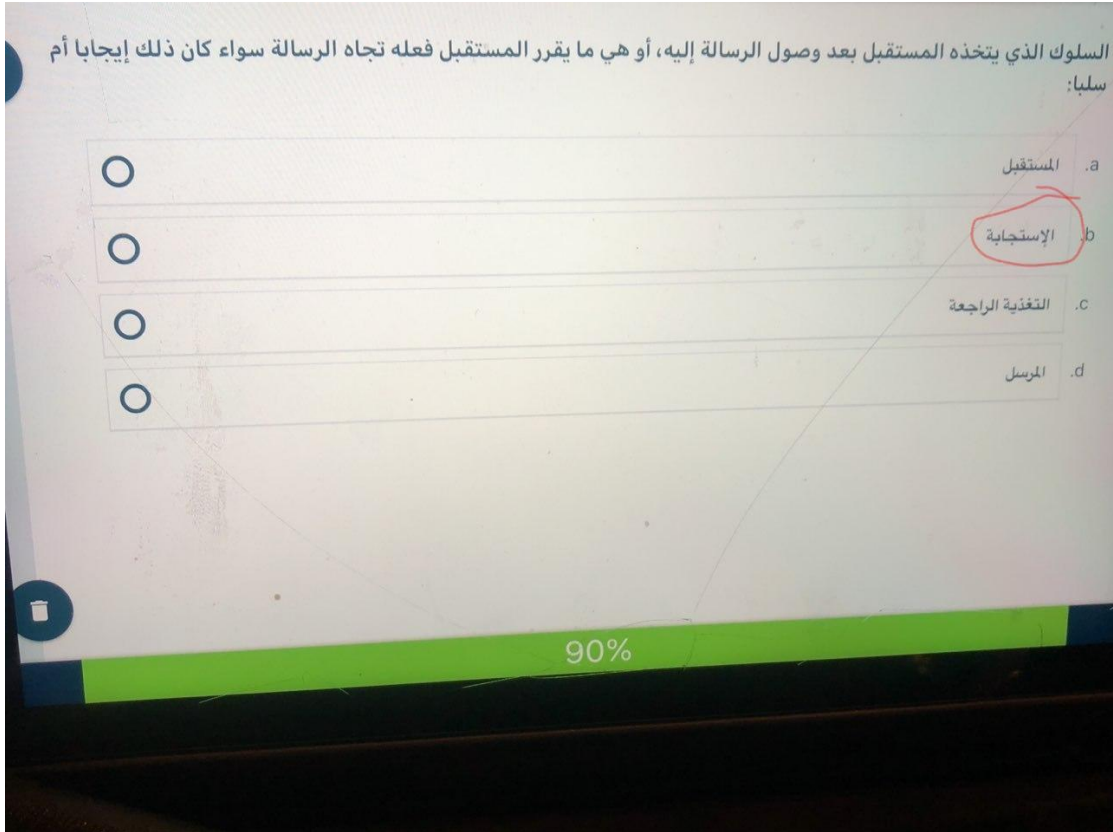 السلوك الذي يتخذه المستقبل بعد وصول الرسالة إليه، أو هي ما يقرر المستقبل فعله تجاه الرسالة سواء كان ذلك إيجابا أم
سلبا:
a. المستقبل
b. الإستجابة
c. التغذية الراجعة
d. المرسل
90%